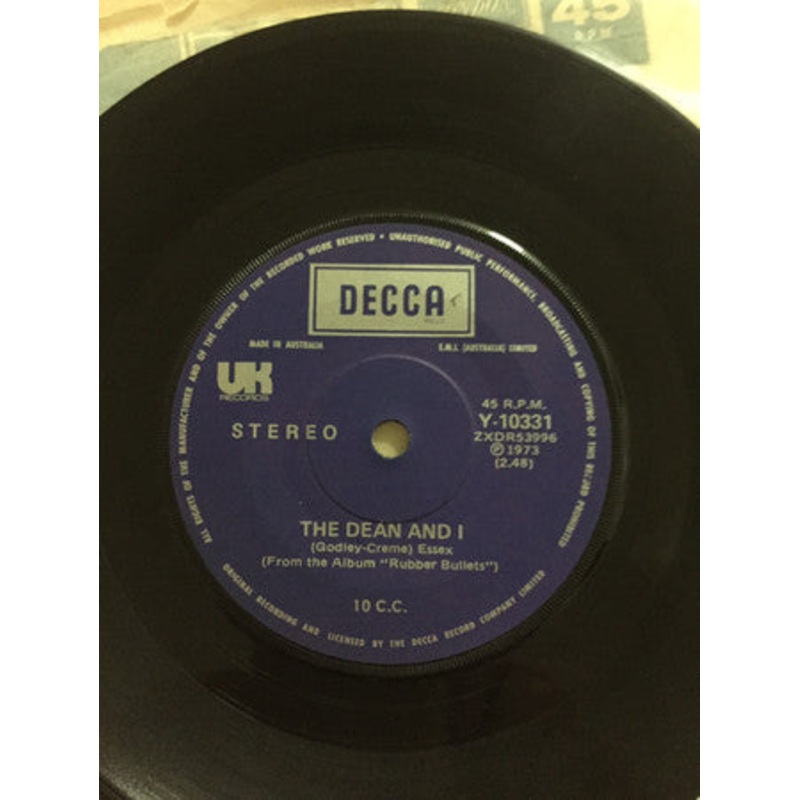 45
R.P.M.
ALL RIGHTS OF THE MANUFACTURER AND OF THE OWNER OF THE RECORDED WORK RESERVED • UNAUTHORISED PUBLIC PERFORMANCE, BROADCASTING AND COPYING OF THIS RECORD PROHIBITED
DECCA
MADE IN AUSTRALIA
E.M.I. (AUSTRALIA) LIMITED
UK
RECORDS
STEREO
45 R.P.M.
Y-10331
ZXDR53996
Ⓟ1973
(2.48)
THE DEAN AND I
(Godley-Creme) Essex
(From the Album "Rubber Bullets")
10 C.C.
ORIGINAL RECORDING AND LICENSED BY THE DECCA RECORD COMPANY LIMITED